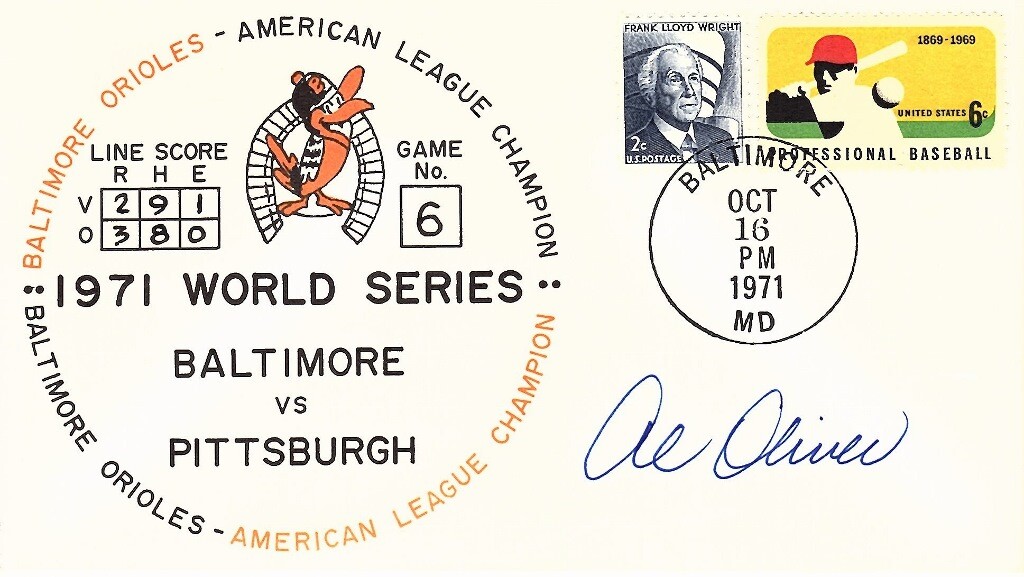 BALTIMORE ORIOLES - AMERICAN LEAGUE CHAMPION
BALTIMORE ORIOLES - AMERICAN LEAGUE CHAMPION
LINE SCORE
R H E
V 2 9 1
O 3 8 0
GAME
No.
6
1971 WORLD SERIES
BALTIMORE
VS
PITTSBURGH
FRANK LLOYD WRIGHT
2c
U.S. POSTAGE
1869-1969
UNITED STATES 6c
PROFESSIONAL BASEBALL
BALTIMORE
OCT
16
PM
1971
MD
Al Oliver